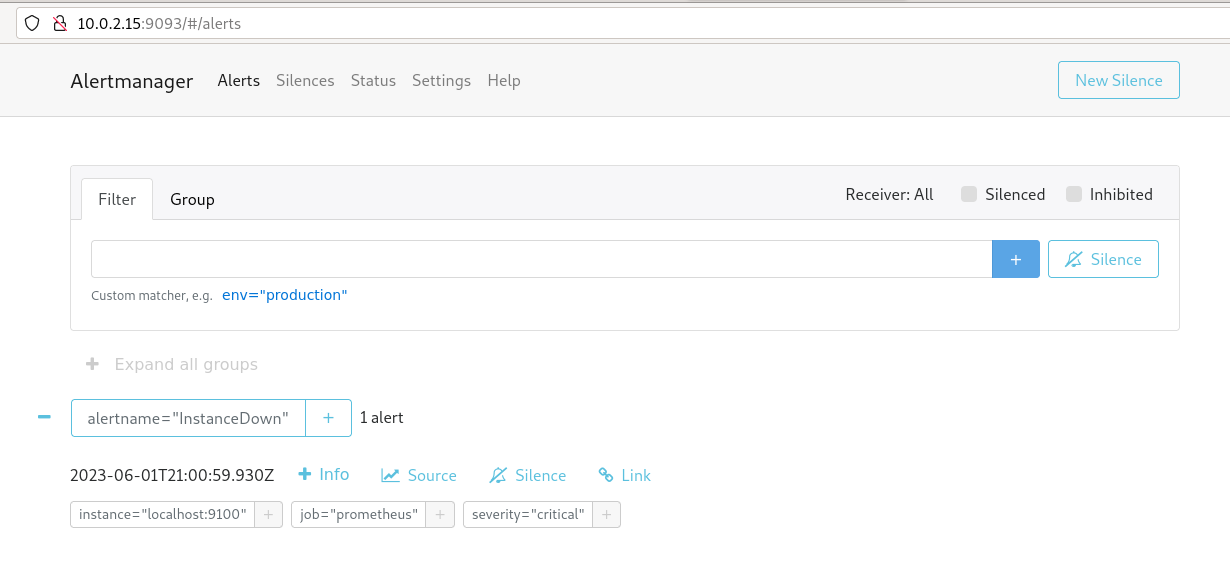 10.0.2.15:9093/#/alerts
Alertmanager Alerts Silences Status Settings Help New Silence
Filter Group Receiver: All Silenced Inhibited
+ Silence
Custom matcher, e.g. env="production"
+ Expand all groups
alertname="InstanceDown" + 1 alert
2023-06-01T21:00:59.930Z + Info Source Silence Link
instance="localhost:9100" + job="prometheus" + severity="critical" +